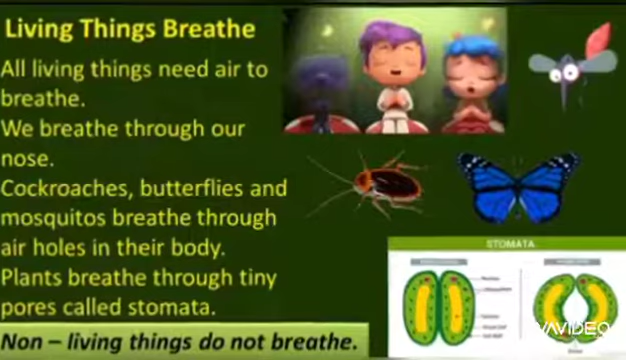 Living Things Breathe
All living things need air to
breathe.
We breathe through our
nose.
Cockroaches, butterflies and
mosquitos breathe through
air holes in their body.
Plants breathe through tiny
pores called stomata.
Non – living things do not breathe.
STOMATA
VAVIDEO